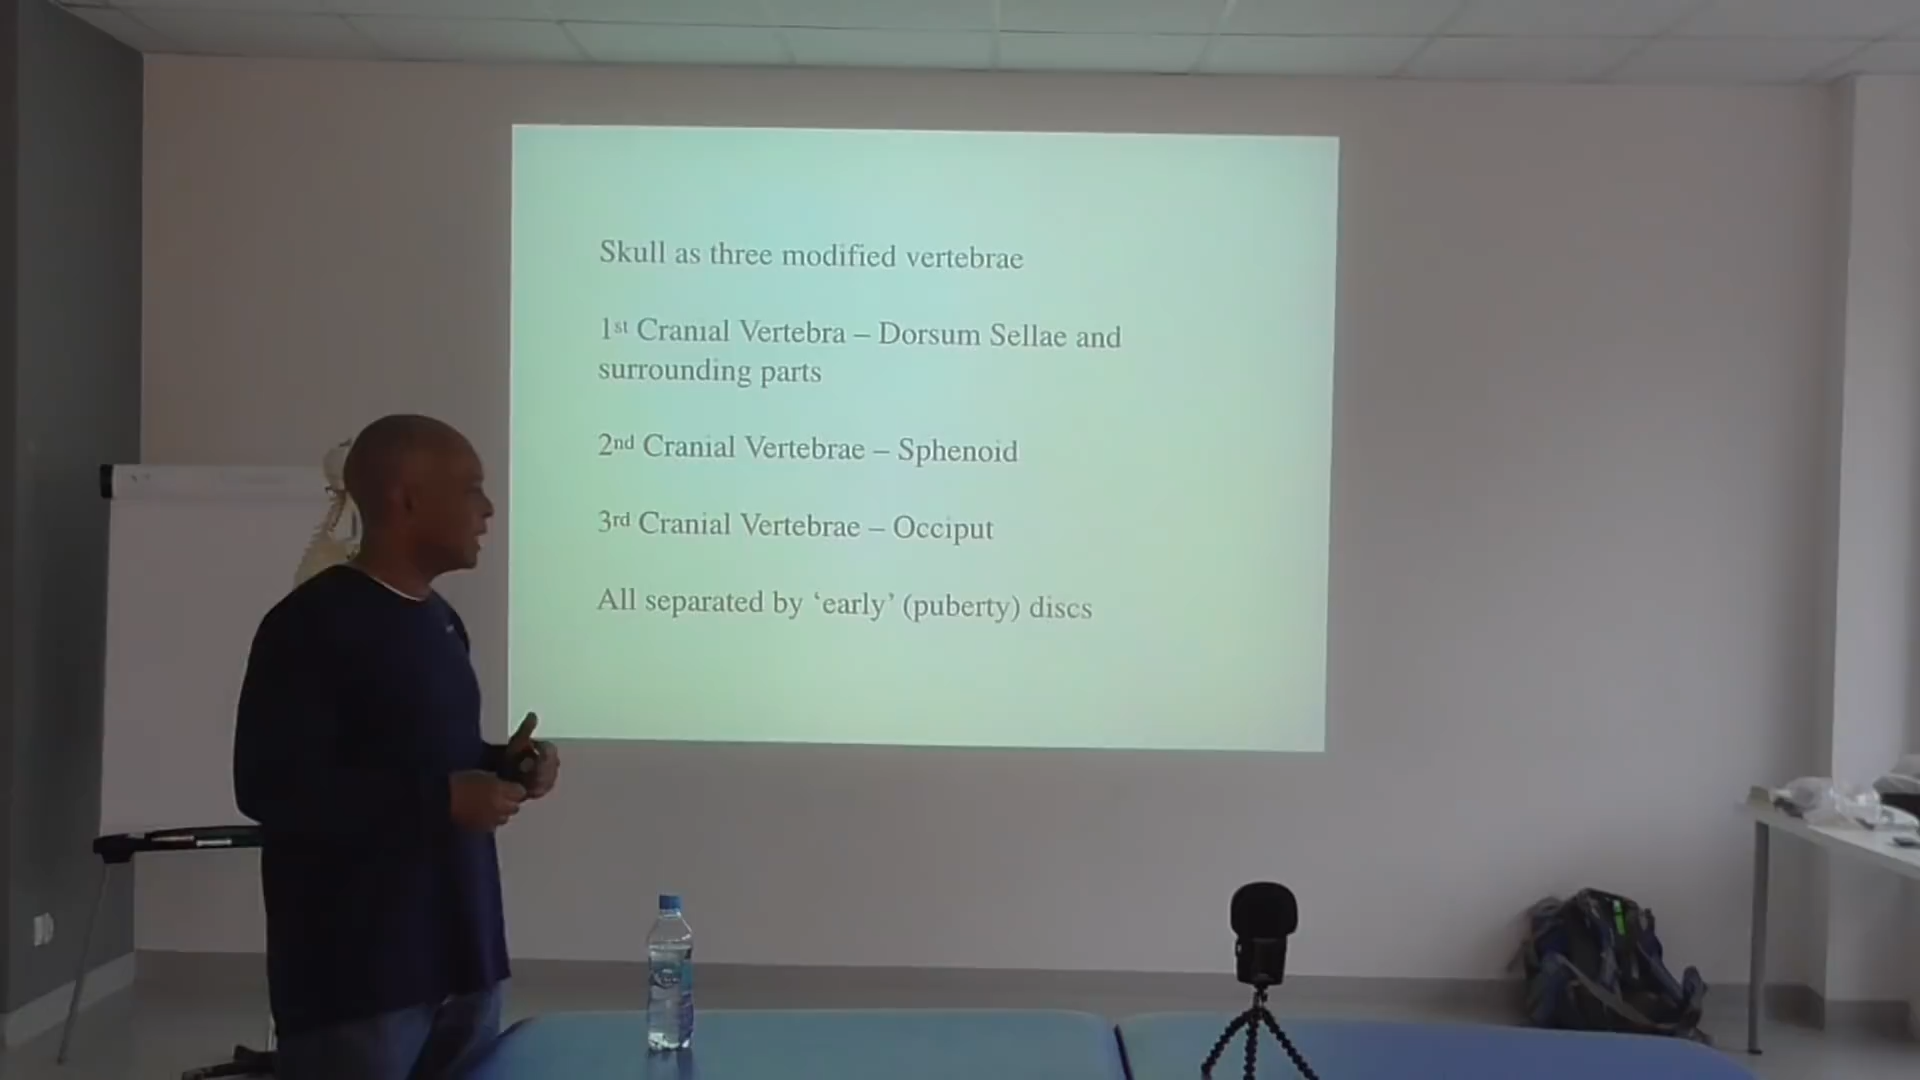 Skull as three modified vertebrae
1st Cranial Vertebra – Dorsum Sellae and
surrounding parts
2nd Cranial Vertebrae – Sphenoid
3rd Cranial Vertebrae – Occiput
All separated by ‘early’ (puberty) discs